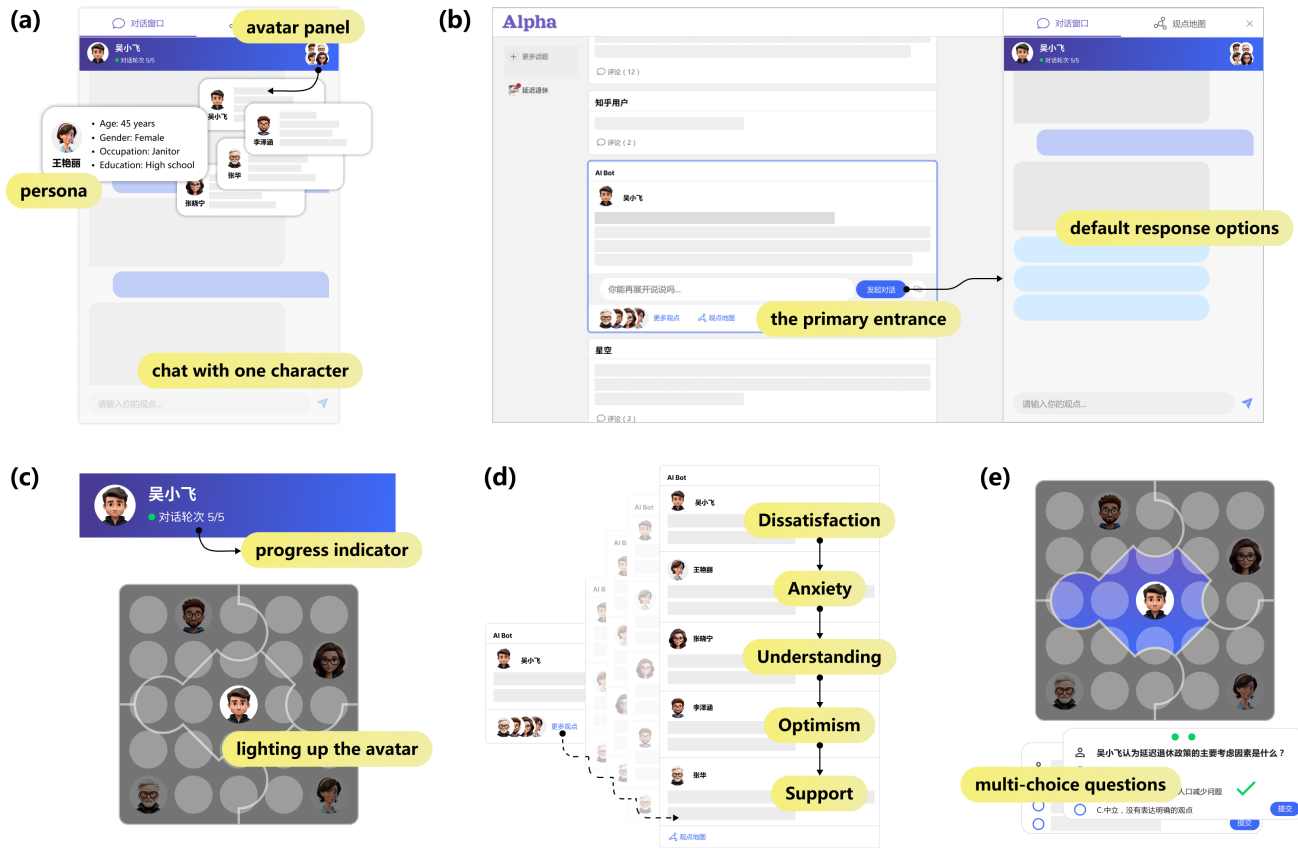 (a)
对话窗口
avatar panel
吴小飞
对话轮次 5/5
吴小飞
李泽涵
张华
张晓宁
王艳丽
• Age: 45 years
• Gender: Female
• Occupation: Janitor
• Education: High school
persona
chat with one character
请输入你的观点...
(b)
Alpha
+ 更多话题
延迟退休
评论 ( 12 )
知乎用户
评论 ( 2 )
AI Bot
吴小飞
你能再展开说说吗...
发起对话
更多观点
观点地图
the primary entrance
星空
评论 ( 2 )
对话窗口
观点地图
吴小飞
对话轮次 5/5
default response options
请输入你的观点...
(c)
吴小飞
对话轮次 5/5
progress indicator
lighting up the avatar
(d)
AI Bot
吴小飞
更多观点
AI B
AI B
AI Bot
AI Bot
吴小飞
Dissatisfaction
王艳丽
Anxiety
张晓宁
Understanding
李泽涵
Optimism
张华
Support
观点地图
(e)
吴小飞认为延迟退休政策的主要考虑因素是什么？
multi-choice questions
人口减少问题
C.中立，没有表达明确的观点
提交
提交